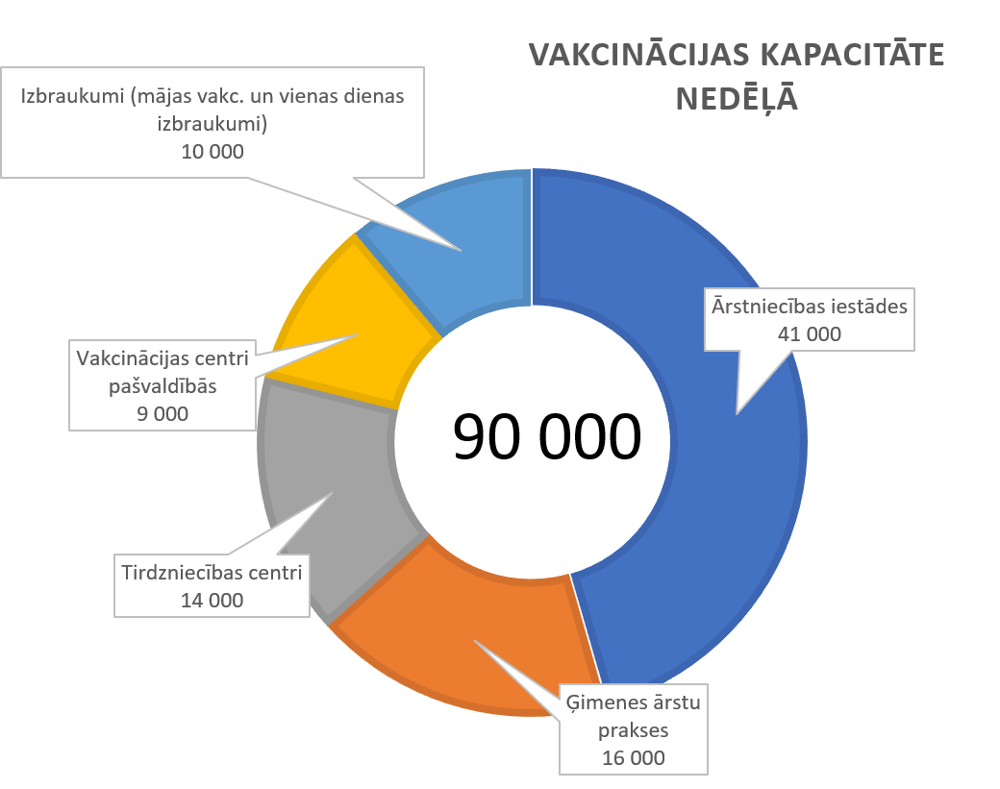 VAKCINĀCIJAS KAPACITĀTE
NEDĒĻĀ
Izbraukumi (mājas vakc. un vienas dienas
izbraukumi)
10 000
Ārstniecības iestādes
41 000
Vakcinācijas centri
pašvaldībās
9 000
90 000
Tirdzniecības centri
14 000
Ģimenes ārstu
prakses
16 000